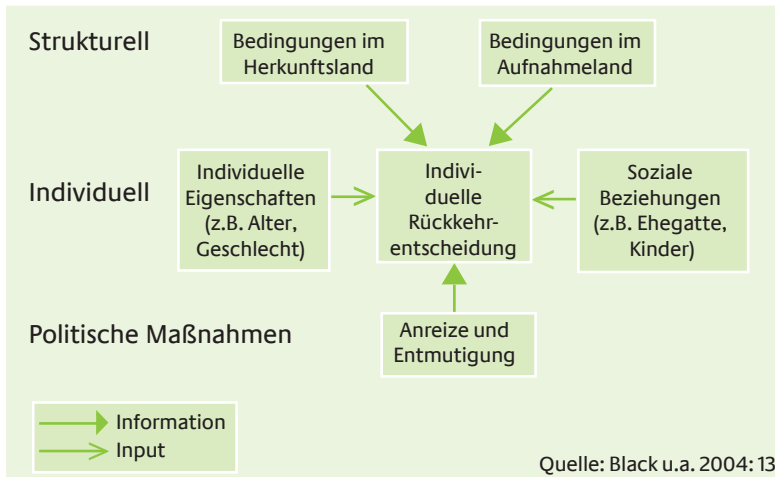 Strukturell
Bedingungen im
Herkunftsland
Bedingungen im
Aufnahmeland
Individuell
Individuelle
Eigenschaften
(z.B. Alter,
Geschlecht)
Indivi-
duelle
Rückkehr-
entscheidung
Soziale
Beziehungen
(z.B. Ehegatte,
Kinder)
Politische Maßnahmen
Anreize und
Entmutigung
Information
Input
Quelle: Black u.a. 2004: 13